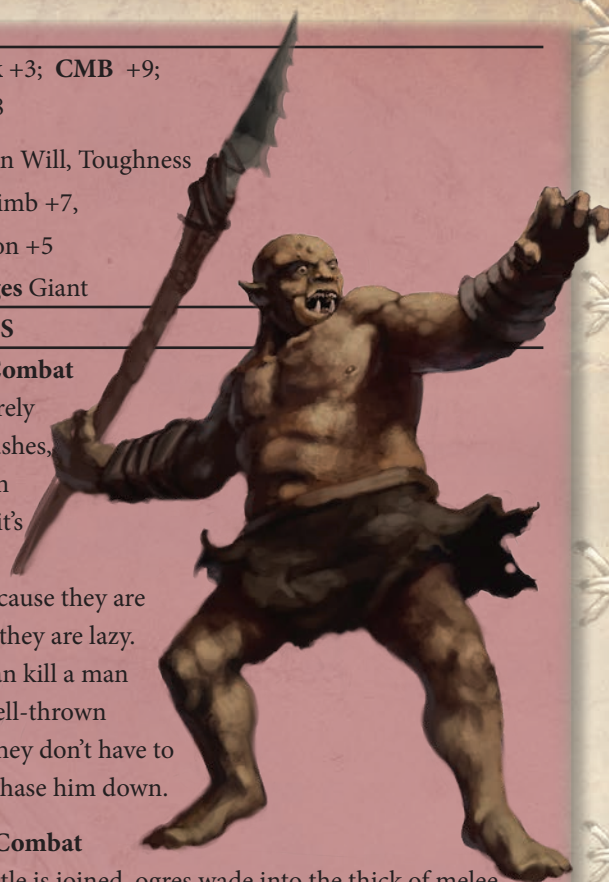 +3; CMB +9;
n Will, Toughness
imb +7,
on +5
ges Giant
S
Combat
rely
shes,
n
it’s
cause they are
they are lazy.
an kill a man
ell-thrown
hey don’t have to
hase him down.
Combat
tle is joined, ogres wade into the thick of melee